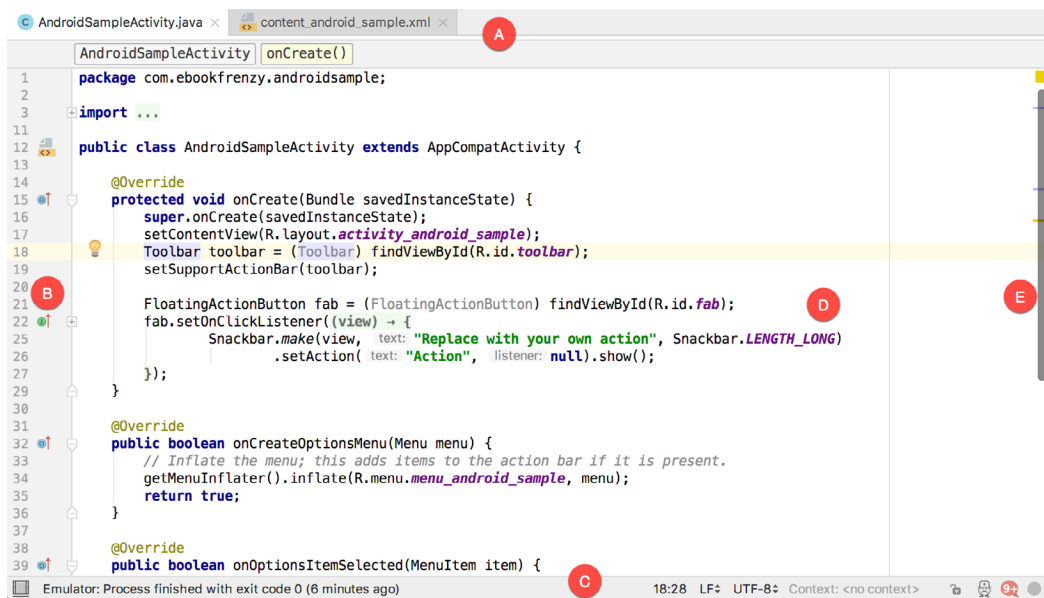 C AndroidSampleActivity.java × content_android_sample.xml ×
A
AndroidSampleActivity onCreate()
1 package com.ebookfrenzy.androidsample;
2
3 import ...
11
12 public class AndroidSampleActivity extends AppCompatActivity {
13
14 @Override
15 protected void onCreate(Bundle savedInstanceState) {
16 super.onCreate(savedInstanceState);
17 setContentView(R.layout.activity_android_sample);
18 Toolbar toolbar = (Toolbar) findViewById(R.id.toolbar);
19 setSupportActionBar(toolbar);
20
B
E
21 FloatingActionButton fab = (FloatingActionButton) findViewById(R.id.fab); D
22 fab.setOnClickListener((view) → {
25 Snackbar.make(view, text: "Replace with your own action", Snackbar.LENGTH_LONG)
26 .setAction( text: "Action", listener: null).show();
27 });
29 }
30
31 @Override
32 public boolean onCreateOptionsMenu(Menu menu) {
33 // Inflate the menu; this adds items to the action bar if it is present.
34 getMenuInflater().inflate(R.menu.menu_android_sample, menu);
35 return true;
36 }
37
38 @Override
39 public boolean onOptionsItemSelected(MenuItem item) {
Emulator: Process finished with exit code 0 (6 minutes ago) C 18:28 LF UTF-8 Context: <no context> 9+